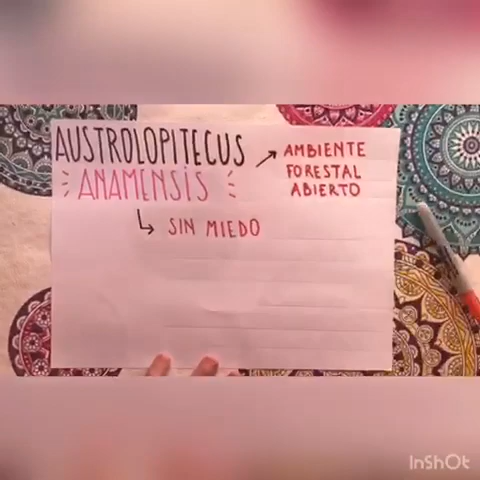 AUSTROLOPITECUS
ANAMENSIS
AMBIENTE
FORESTAL
ABIERTO
SIN MIEDO
InShOt